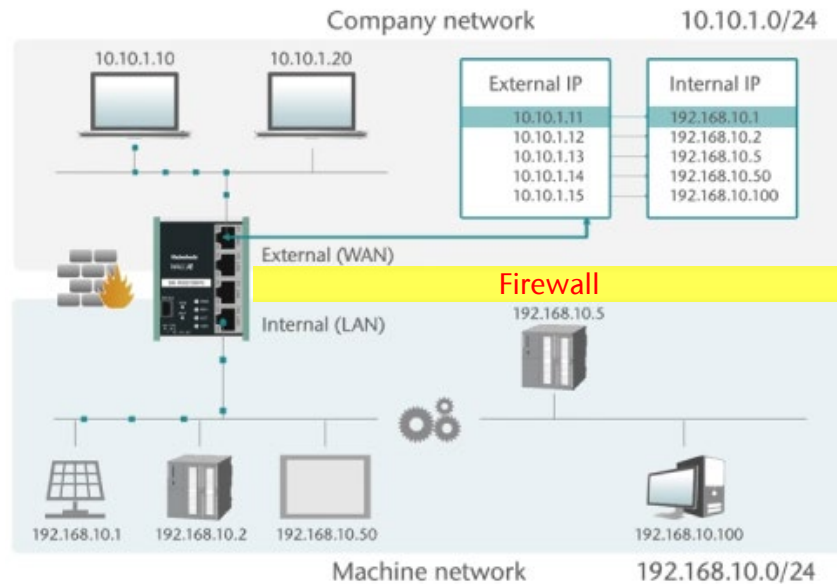 Company network 10.10.1.0/24
10.10.1.10
10.10.1.20
External IP
10.10.1.11
10.10.1.12
10.10.1.13
10.10.1.14
10.10.1.15
Internal IP
192.168.10.1
192.168.10.2
192.168.10.5
192.168.10.50
192.168.10.100
External (WAN)
Firewall
Internal (LAN)
192.168.10.5
192.168.10.1
192.168.10.2
192.168.10.50
192.168.10.100
Machine network 192.168.10.0/24